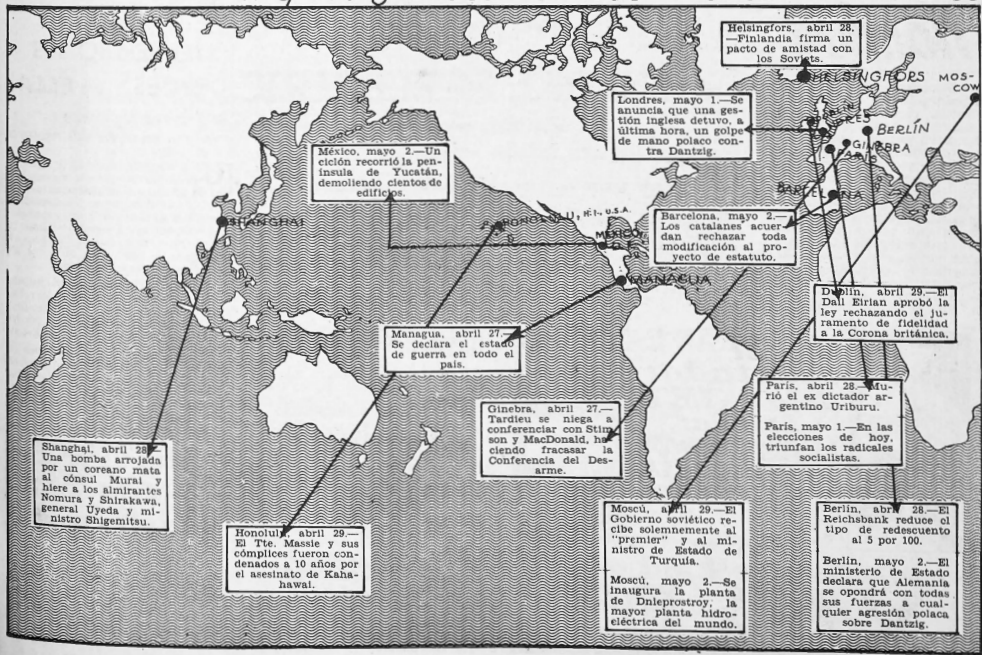 Helsingfors, abril 28.
—Finlandia firma un
pacto de amistad con
los Soviets.
HELSINGFORS
MOS-
COW
Londres, mayo 1.—Se
anuncia que una ges-
tión inglesa detuvo, a
última hora, un golpe
de mano polaco con-
tra Dantzig.
BERLÍN
GINEBRA
PARÍS
BARCELONA
México, mayo 2.—Un
ciclón recorrió la pen-
ínsula de Yucatán,
demoliendo cientos de
edificios.
SHANGHAI
HONOLULU, H.I., U.S.A.
MÉXICO,
D.F.
MANAGUA
Barcelona, mayo 2.—
Los catalanes acuer-
dan rechazar toda
modificación al pro-
yecto de estatuto.
Dublin, abril 29.—El
Dail Eirian aprobó la
ley rechazando el ju-
ramento de fidelidad
a la Corona británica.
Managua, abril 27.—
Se declara el estado
de guerra en todo el
país.
París, abril 28.—Mu-
rió el ex dictador ar-
gentino Uriburu.
París, mayo 1.—En las
elecciones de hoy,
triunfan los radicales
socialistas.
Ginebra, abril 27.—
Tardieu se niega a
conferenciar con Stim
son y MacDonald, ha-
ciendo fracasar la
Conferencia del Des-
arme.
Shanghai, abril 28.—
Una bomba arrojada
por un coreano mata
al cónsul Murai y
hiere a los almirantes
Nomura y Shirakawa,
general Uyeda y mi-
nistro Shigemitsu.
Honolulu, abril 29.—
El Tte. Massie y sus
cómplices fueron con-
denados a 10 años por
el asesinato de Kaha-
hawai.
Moscú, abril 29.—El
Gobierno soviético re-
cibe solemnemente al
"premier" y al mi-
nistro de Estado de
Turquía.
Moscú, mayo 2.—Se
inaugura la planta
de Dnieprostroy, la
mayor planta hidro-
eléctrica del mundo.
Berlín, abril 28.—El
Reichsbank reduce el
tipo de redescuento
al 5 por 100.
Berlín, mayo 2.—El
ministerio de Estado
declara que Alemania
se opondrá con todas
sus fuerzas a cual-
quier agresión polaca
sobre Dantzig.